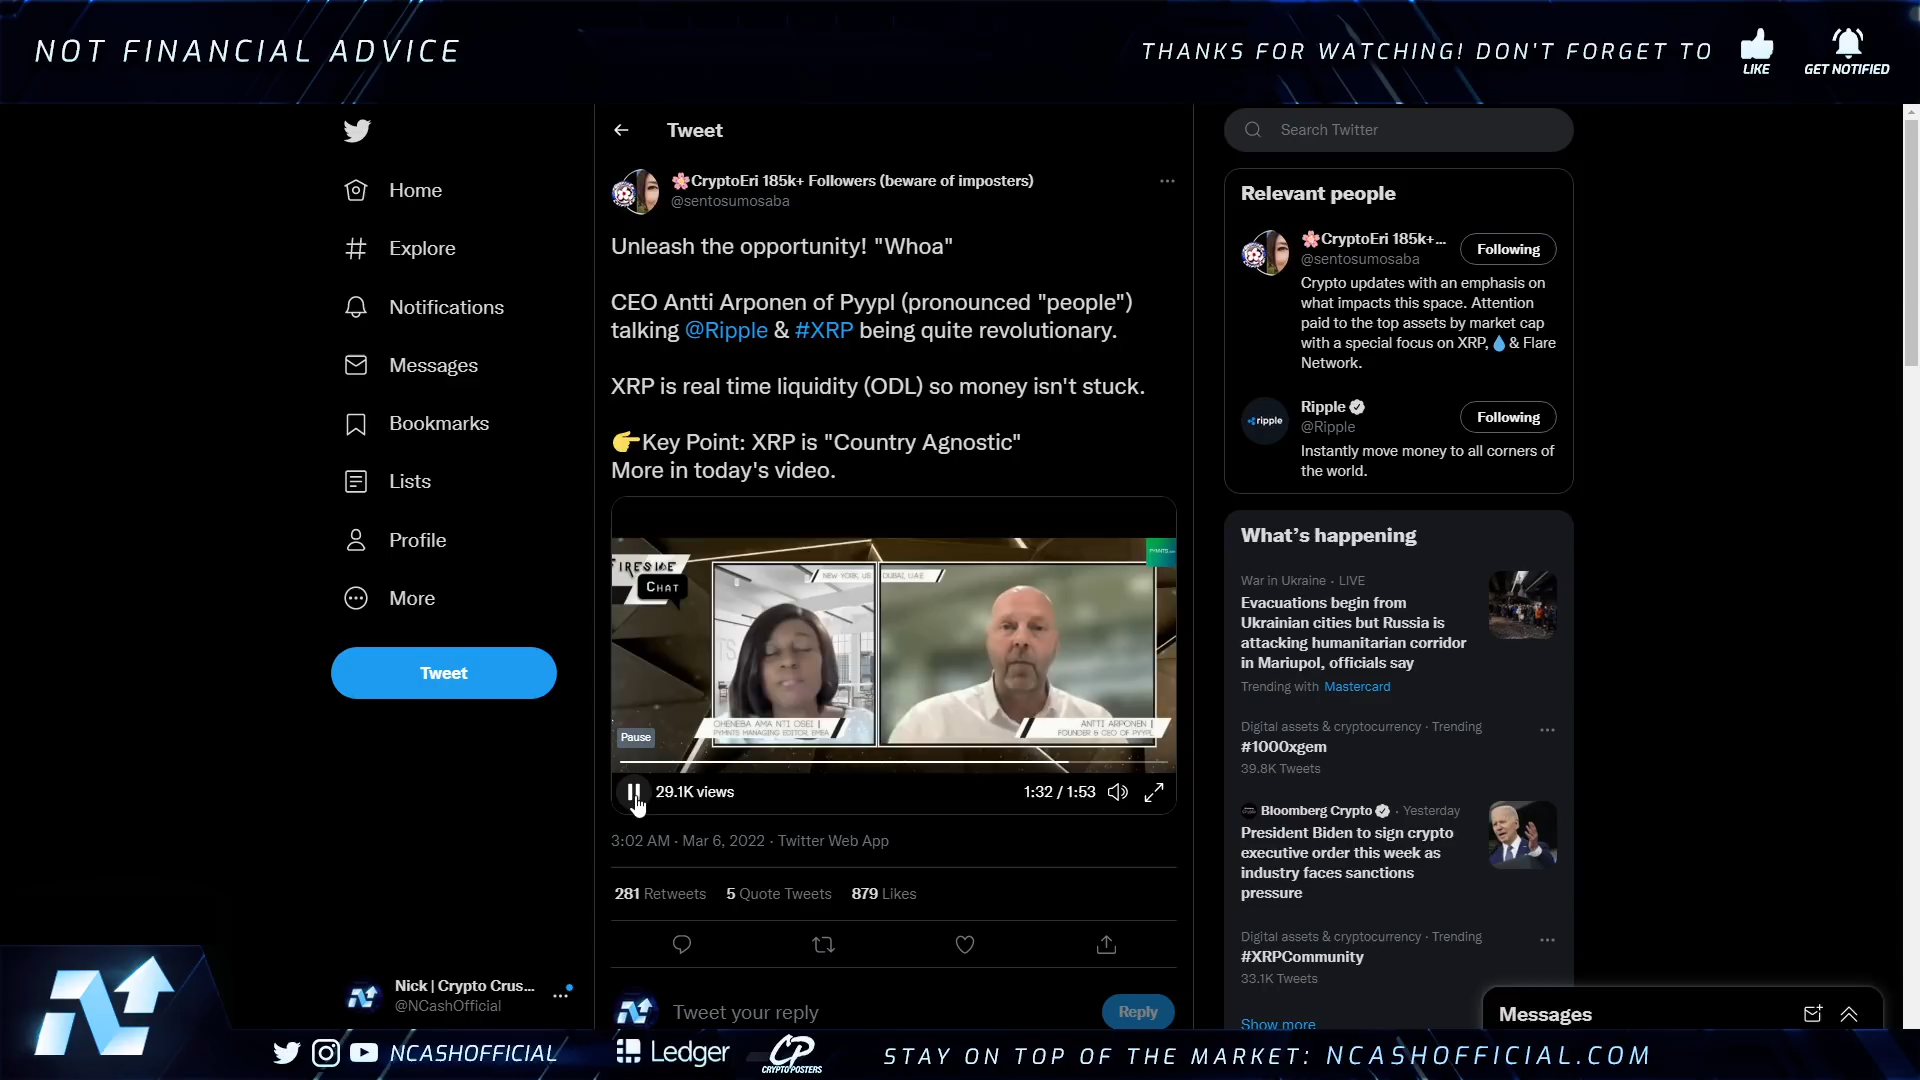 NOT FINANCIAL ADVICE
THANKS FOR WATCHING! DON'T FORGET TO
LIKE
GET NOTIFIED
Home
Explore
Notifications
Messages
Bookmarks
Lists
Profile
More
Tweet
Nick | Crypto Crus...
@NCashOfficial
Tweet
CryptoEri 185k+ Followers (beware of imposters)
@sentosumosaba
Unleash the opportunity! "Whoa"
CEO Antti Arponen of Pyypl (pronounced "people")
talking @Ripple & #XRP being quite revolutionary.
XRP is real time liquidity (ODL) so money isn't stuck.
👉Key Point: XRP is "Country Agnostic"
More in today's video.
FIRESIDE
CHAT
NEW YORK, US
DUBAI, UAE
PYMNTS.com
OHENEBA AMA NTI OSEI |
PYMNTS MANAGING EDITOR, EMEA
ANTTI ARPONEN |
FOUNDER & CEO OF PYYPL
Pause
29.1K views
1:32 / 1:53
3:02 AM · Mar 6, 2022 · Twitter Web App
281 Retweets 5 Quote Tweets 879 Likes
Tweet your reply
Reply
Search Twitter
Relevant people
CryptoEri 185k+...
@sentosumosaba
Following
Crypto updates with an emphasis on
what impacts this space. Attention
paid to the top assets by market cap
with a special focus on XRP, 💧 & Flare
Network.
ripple
Ripple
@Ripple
Following
Instantly move money to all corners of
the world.
What's happening
War in Ukraine · LIVE
Evacuations begin from
Ukrainian cities but Russia is
attacking humanitarian corridor
in Mariupol, officials say
Trending with Mastercard
Digital assets & cryptocurrency · Trending
#1000xgem
39.8K Tweets
Bloomberg Crypto · Yesterday
President Biden to sign crypto
executive order this week as
industry faces sanctions
pressure
Digital assets & cryptocurrency · Trending
#XRPCommunity
33.1K Tweets
Show more
Messages
NCASHOFFICIAL
Ledger
CP
CRYPTOPOSTERS
STAY ON TOP OF THE MARKET: NCASHOFFICIAL.COM